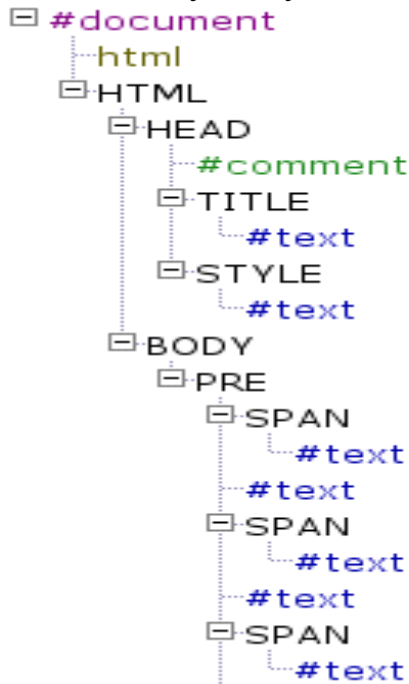 #document
html
HTML
HEAD
#comment
TITLE
#text
STYLE
#text
BODY
PRE
SPAN
#text
#text
SPAN
#text
#text
SPAN
#text